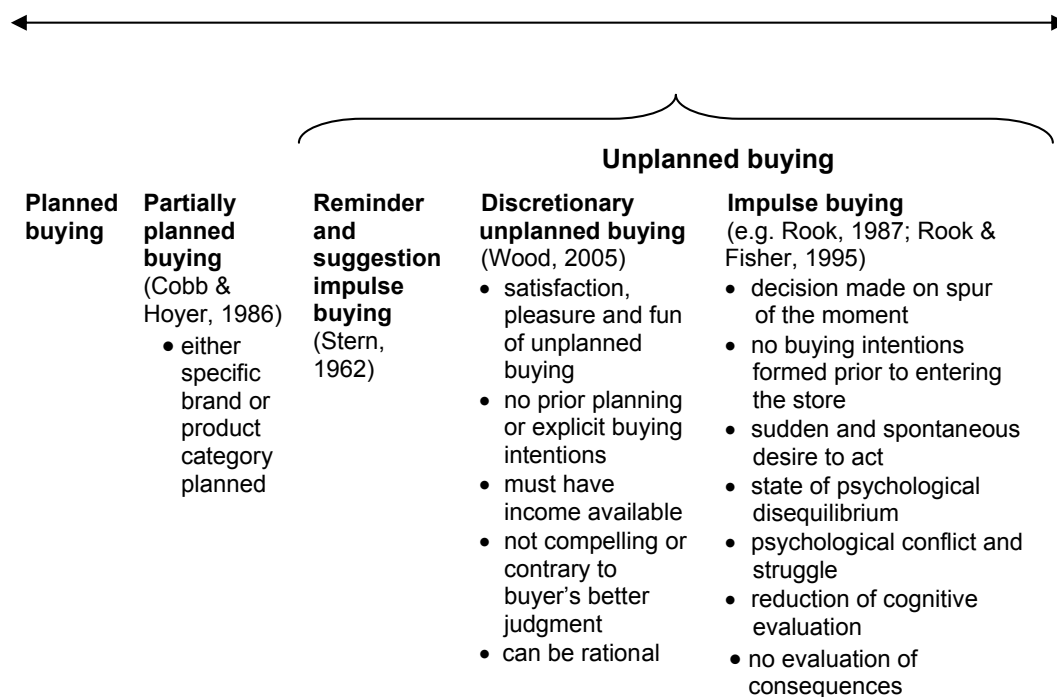 Unplanned buying
Planned
buying
Partially
planned
buying
(Cobb &
Hoyer, 1986)
• either
specific
brand or
product
category
planned
Reminder
and
suggestion
impulse
buying
(Stern,
1962)
Discretionary
unplanned buying
(Wood, 2005)
• satisfaction,
pleasure and fun
of unplanned
buying
• no prior planning
or explicit buying
intentions
• must have
income available
• not compelling or
contrary to
buyer's better
judgment
• can be rational
Impulse buying
(e.g. Rook, 1987; Rook &
Fisher, 1995)
• decision made on spur
of the moment
• no buying intentions
formed prior to entering
the store
• sudden and spontaneous
desire to act
• state of psychological
disequilibrium
• psychological conflict and
struggle
• reduction of cognitive
evaluation
• no evaluation of
consequences